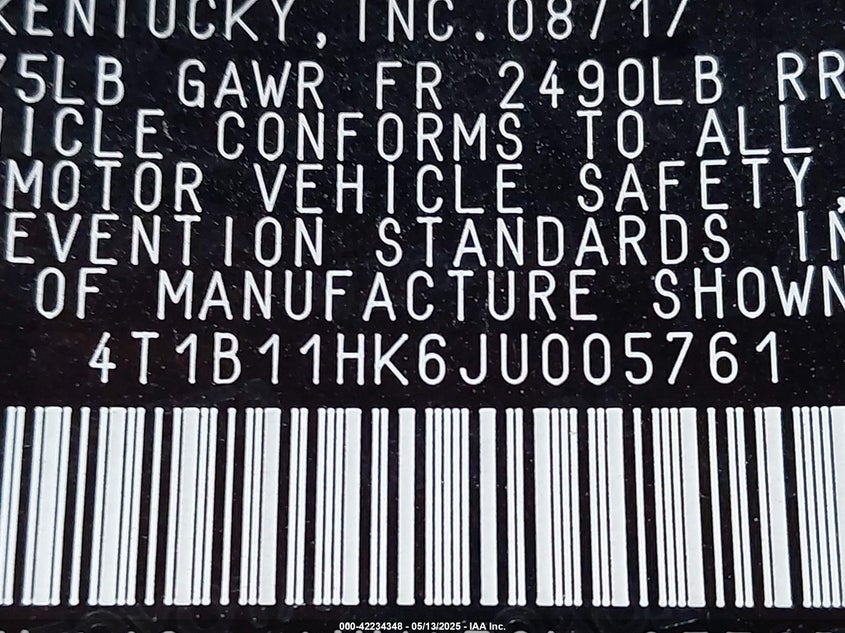 KENTUCKY, INC. 08/17
75LB GAWR FR 2490LB RR
ICLE CONFORMS TO ALL
MOTOR VEHICLE SAFETY,
EVENTION STANDARDS IN
OF MANUFACTURE SHOWN
4T1B11HK6JU005761
000-42234348 - 05/13/2025 - IAA Inc.